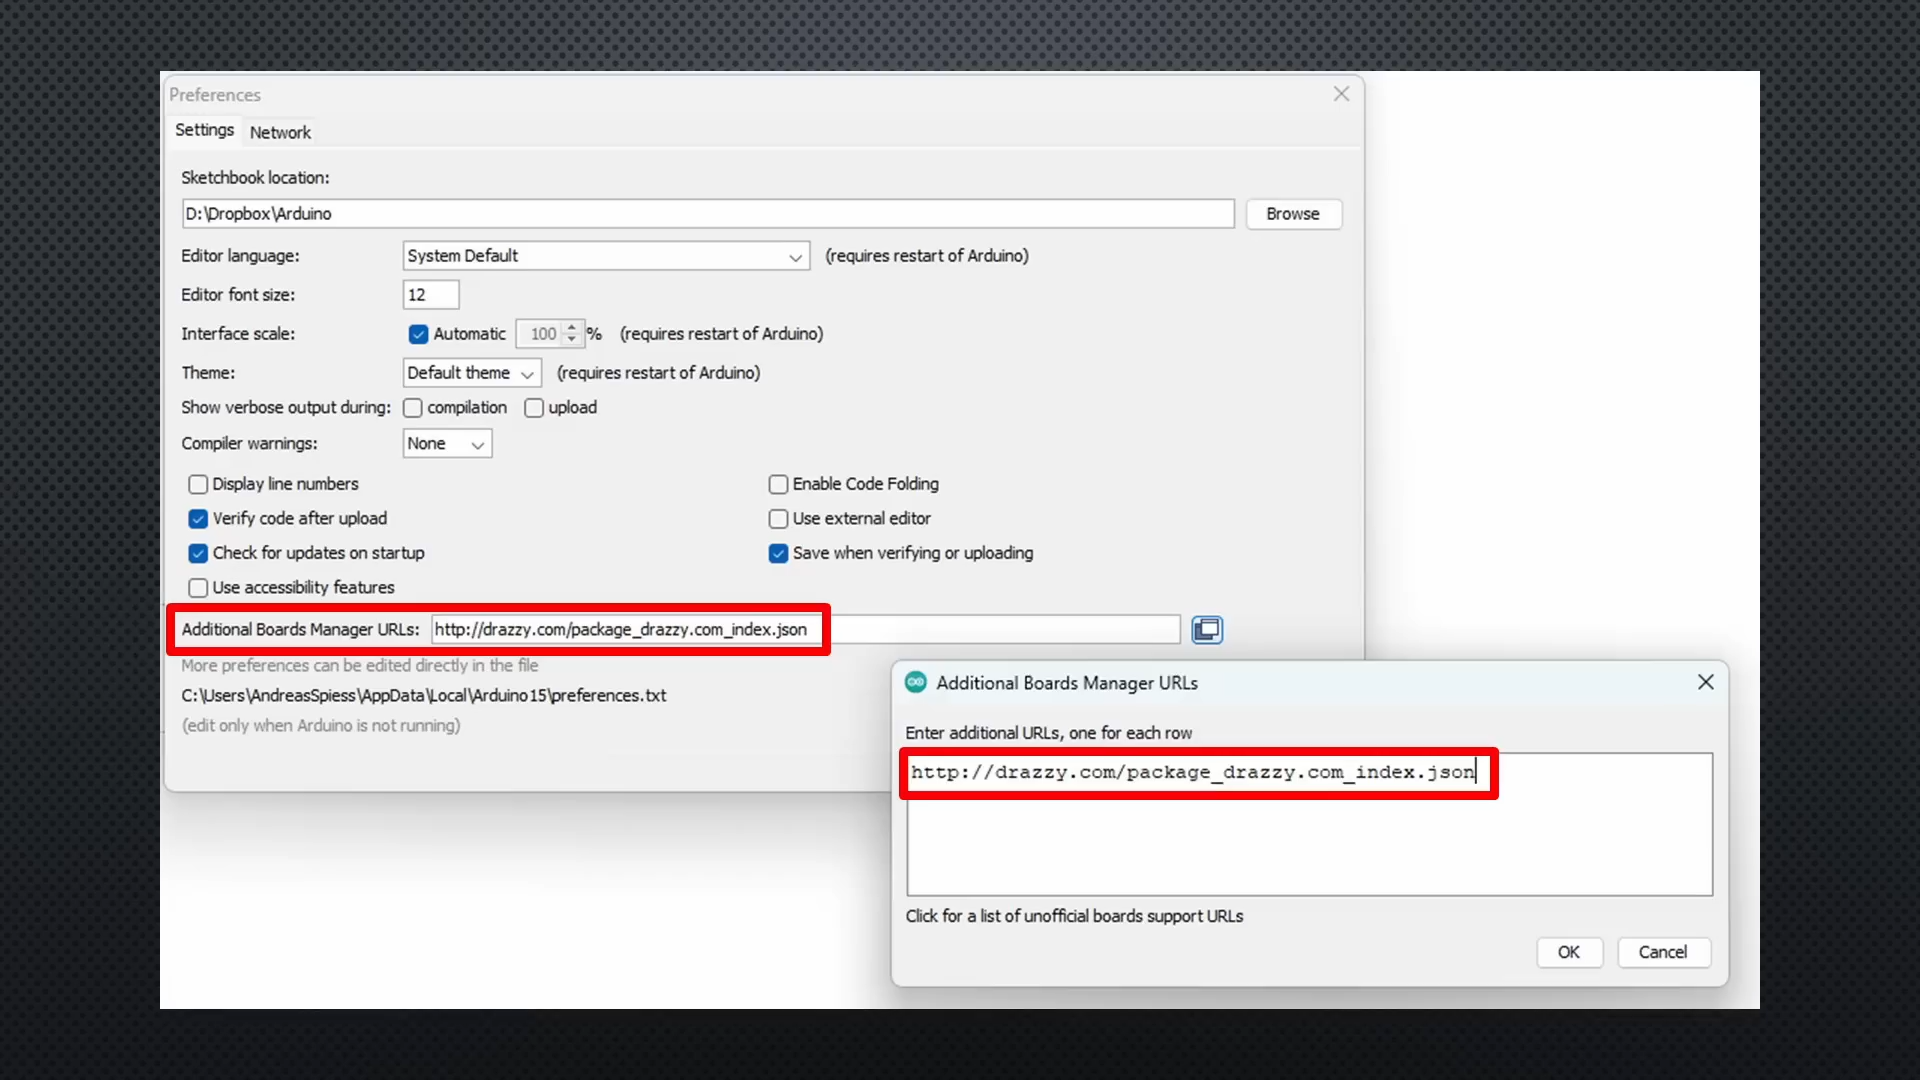 Preferences
Settings Network
Sketchbook location:
D:\Dropbox\Arduino Browse
Editor language: System Default (requires restart of Arduino)
Editor font size: 12
Interface scale: Automatic 100 % (requires restart of Arduino)
Theme: Default theme (requires restart of Arduino)
Show verbose output during: compilation upload
Compiler warnings: None
Display line numbers Enable Code Folding
Verify code after upload Use external editor
Check for updates on startup Save when verifying or uploading
Use accessibility features
Additional Boards Manager URLs: http://drazzy.com/package_drazzy.com_index.json
More preferences can be edited directly in the file
C:\Users\AndreasSpiess\AppData\Local\Arduino15\preferences.txt
(edit only when Arduino is not running)
Additional Boards Manager URLs
Enter additional URLs, one for each row
http://drazzy.com/package_drazzy.com_index.json
Click for a list of unofficial boards support URLs
OK Cancel